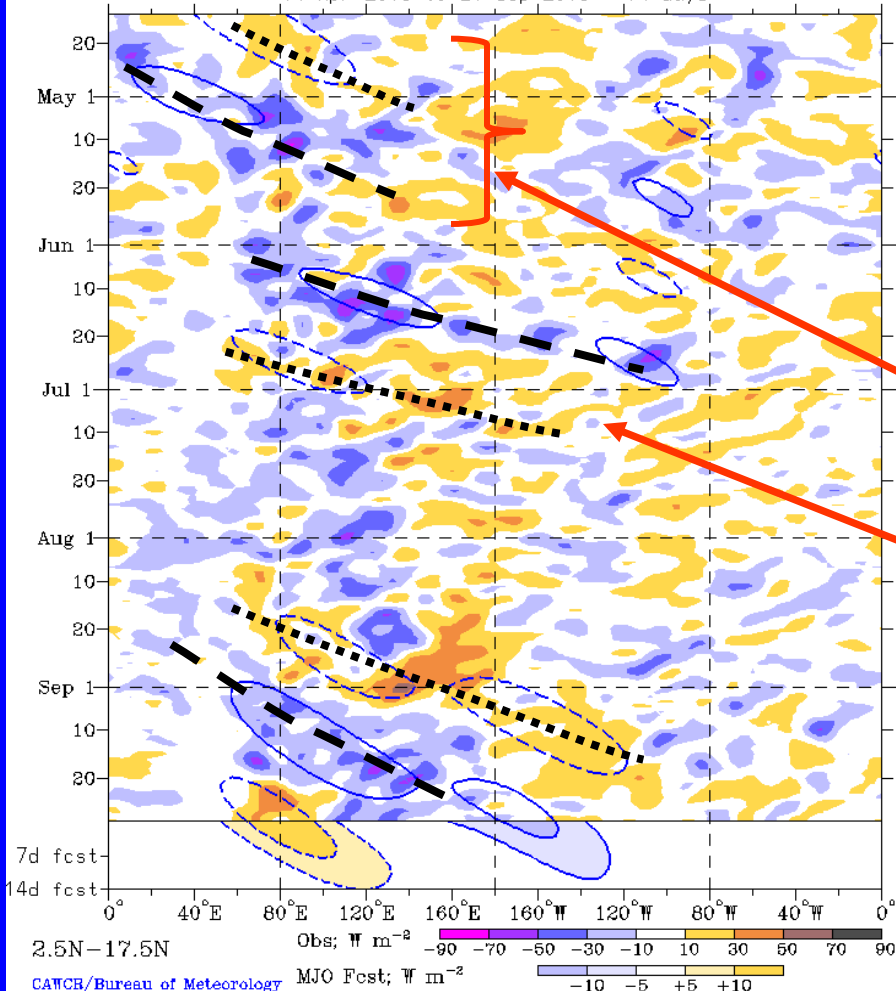 20
May 1
10
20
Jun 1
10
20
Jul 1
10
20
Aug 1
10
20
Sep 1
10
20
7d fcst
14d fcst
0° 40°E 80°E 120°E 160°E 160°W 120°W 80°W 40°W 0°
2.5N-17.5N
Obs; W m⁻²
-90 -70 -50 -30 -10 10 30 50 70 90
CAWCR/Bureau of Meteorology
MJO Fcst; W m⁻²
-10 -5 +5 +10